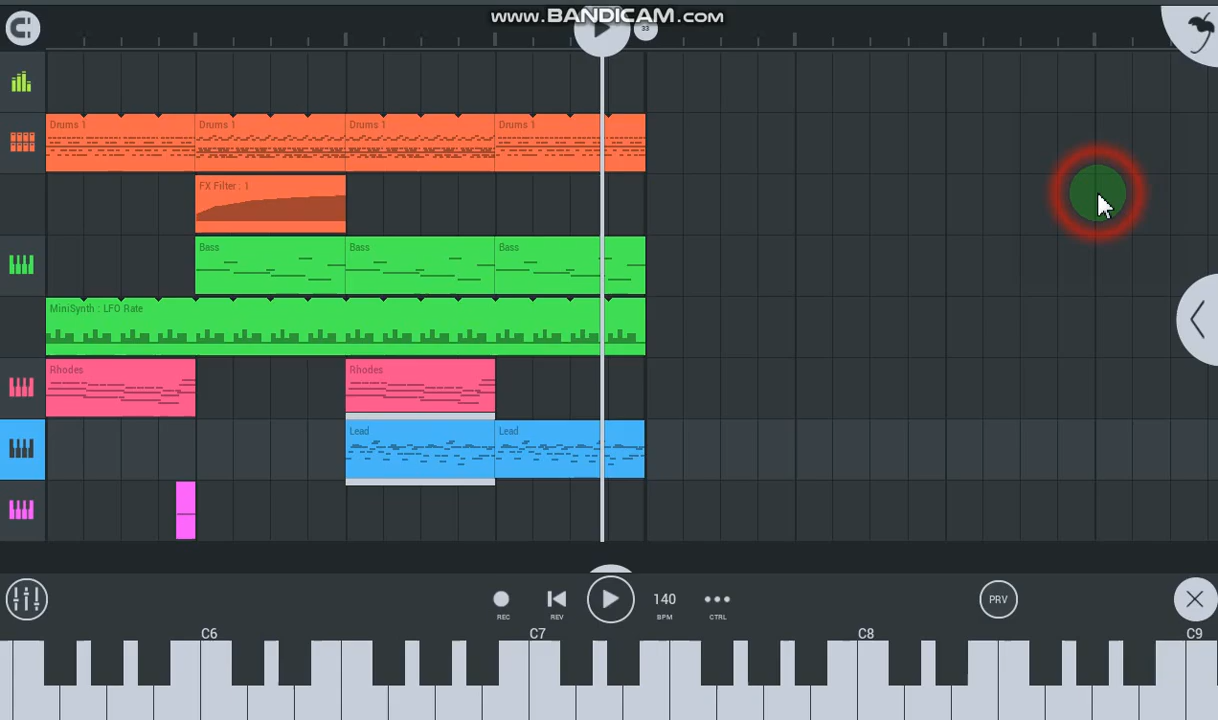 www.BANDICAM.com
33
Drums 1
Drums 1
Drums 1
Drums 1
FX Filter : 1
Bass
Bass
Bass
MiniSynth : LFO Rate
Rhodes
Rhodes
Lead
Lead
140
PRV
REC
REV
BPM
CTRL
C6
C7
C8
C9